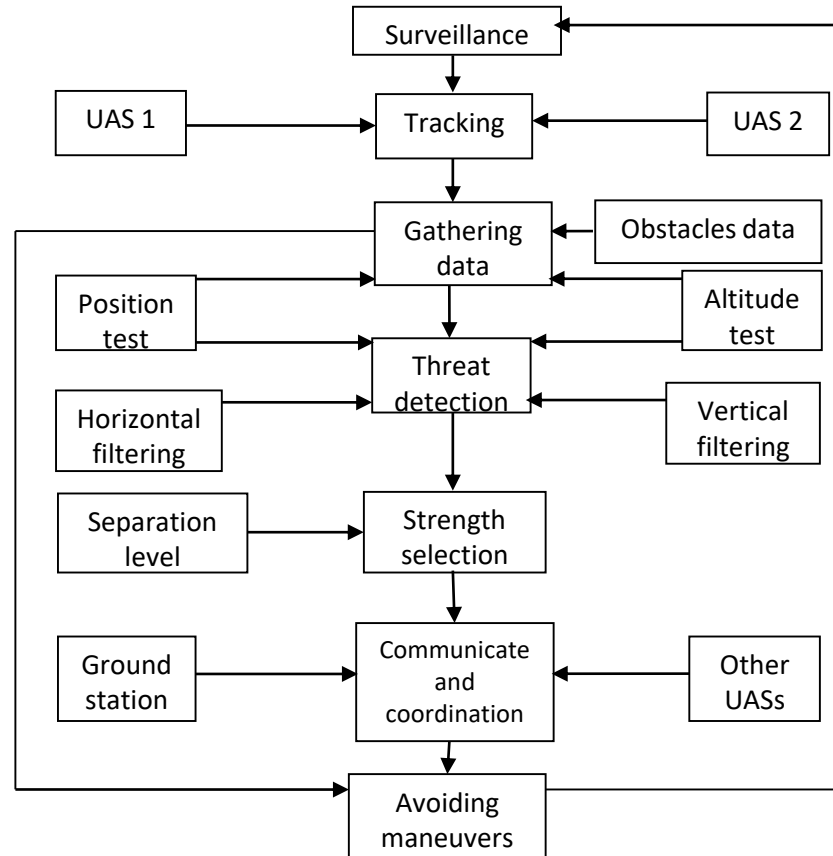 Surveillance
UAS 1
Tracking
UAS 2
Gathering
data
Obstacles data
Position
test
Altitude
test
Threat
detection
Horizontal
filtering
Vertical
filtering
Separation
level
Strength
selection
Ground
station
Communicate
and
coordination
Other
UASs
Avoiding
maneuvers